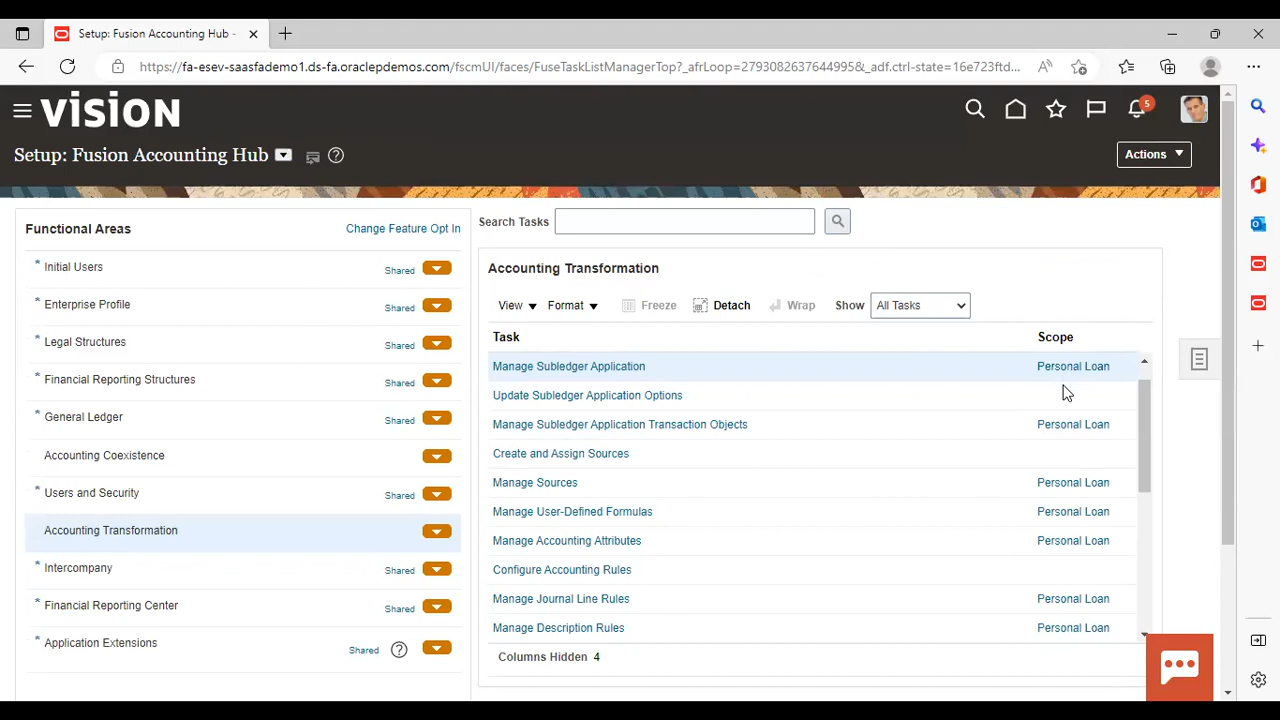 Setup: Fusion Accounting Hub -
https://fa-esev-saasfademo1.ds-fa.oraclepdemos.com/fscmUI/faces/FuseTaskListManagerTop?_afrLoop=2793082637644995&_adf.ctrl-state=16e723ftd...
VISION
5
Setup: Fusion Accounting Hub
Actions
Functional Areas
Change Feature Opt In
* Initial Users Shared
* Enterprise Profile Shared
* Legal Structures Shared
* Financial Reporting Structures Shared
* General Ledger Shared
Accounting Coexistence
* Users and Security Shared
Accounting Transformation
* Intercompany Shared
* Financial Reporting Center Shared
* Application Extensions Shared
Search Tasks
Accounting Transformation
View Format Freeze Detach Wrap Show All Tasks
Task Scope
Manage Subledger Application Personal Loan
Update Subledger Application Options
Manage Subledger Application Transaction Objects Personal Loan
Create and Assign Sources
Manage Sources Personal Loan
Manage User-Defined Formulas Personal Loan
Manage Accounting Attributes Personal Loan
Configure Accounting Rules
Manage Journal Line Rules Personal Loan
Manage Description Rules Personal Loan
Columns Hidden 4